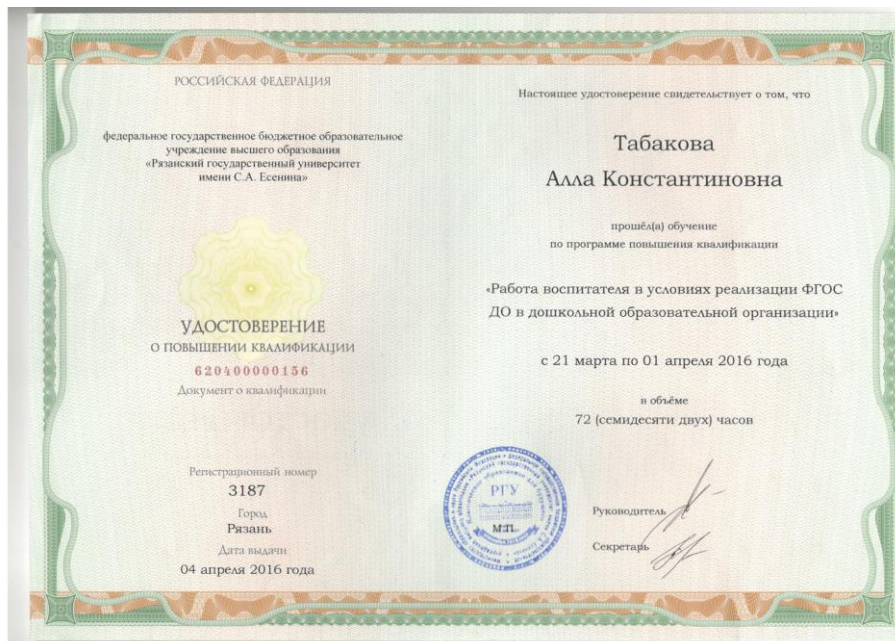 РОССИЙСКАЯ ФЕДЕРАЦИЯ
федеральное государственное бюджетное образовательное
учреждение высшего образования
«Рязанский государственный университет
имени С.А. Есенина»
УДОСТОВЕРЕНИЕ
О ПОВЫШЕНИИ КВАЛИФИКАЦИИ
620400000156
Документ о квалификации
Регистрационный номер
3187
Город
Рязань
Дата выдачи
04 апреля 2016 года
Настоящее удостоверение свидетельствует о том, что
Табакова
Алла Константиновна
прошёл(а) обучение
по программе повышения квалификации
«Работа воспитателя в условиях реализации ФГОС
ДО в дошкольной образовательной организации»
с 21 марта по 01 апреля 2016 года
в объёме
72 (семидесяти двух) часов
РГУ
М.П.
Руководитель
Секретарь